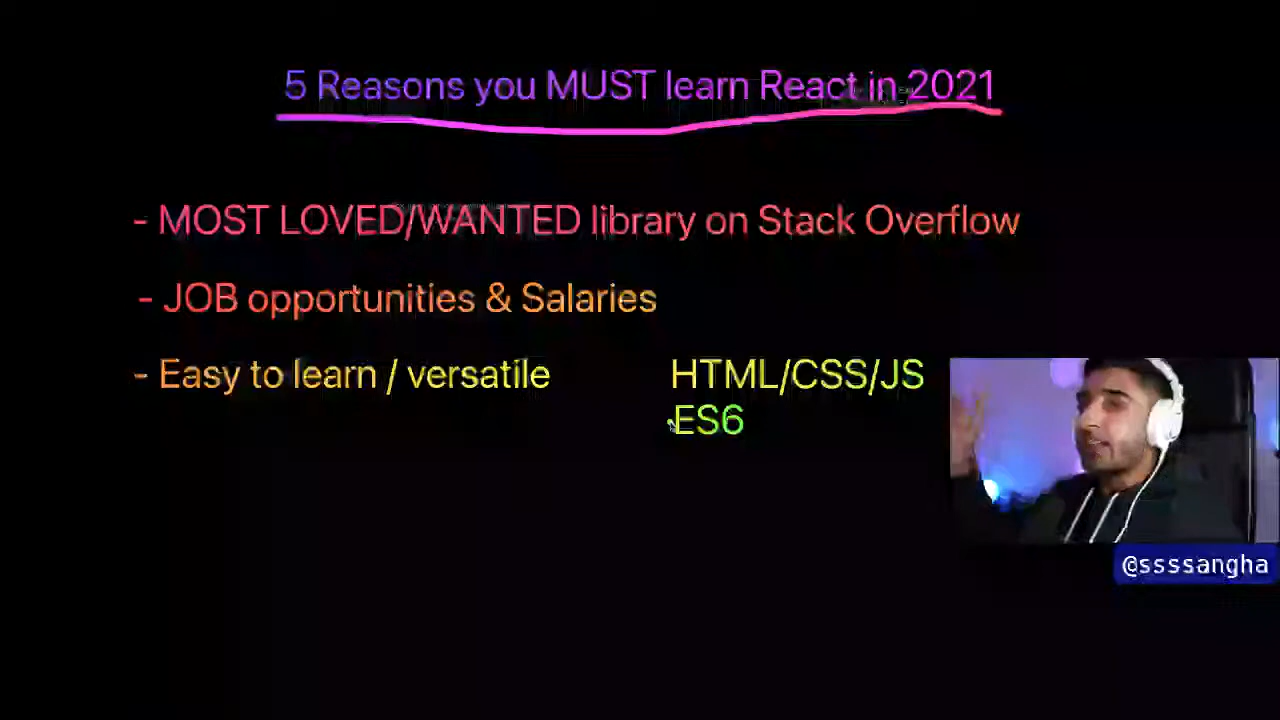 5 Reasons you MUST learn React in 2021
- MOST LOVED/WANTED library on Stack Overflow
- JOB opportunities & Salaries
- Easy to learn / versatile
HTML/CSS/JS
ES6
@ssssangha